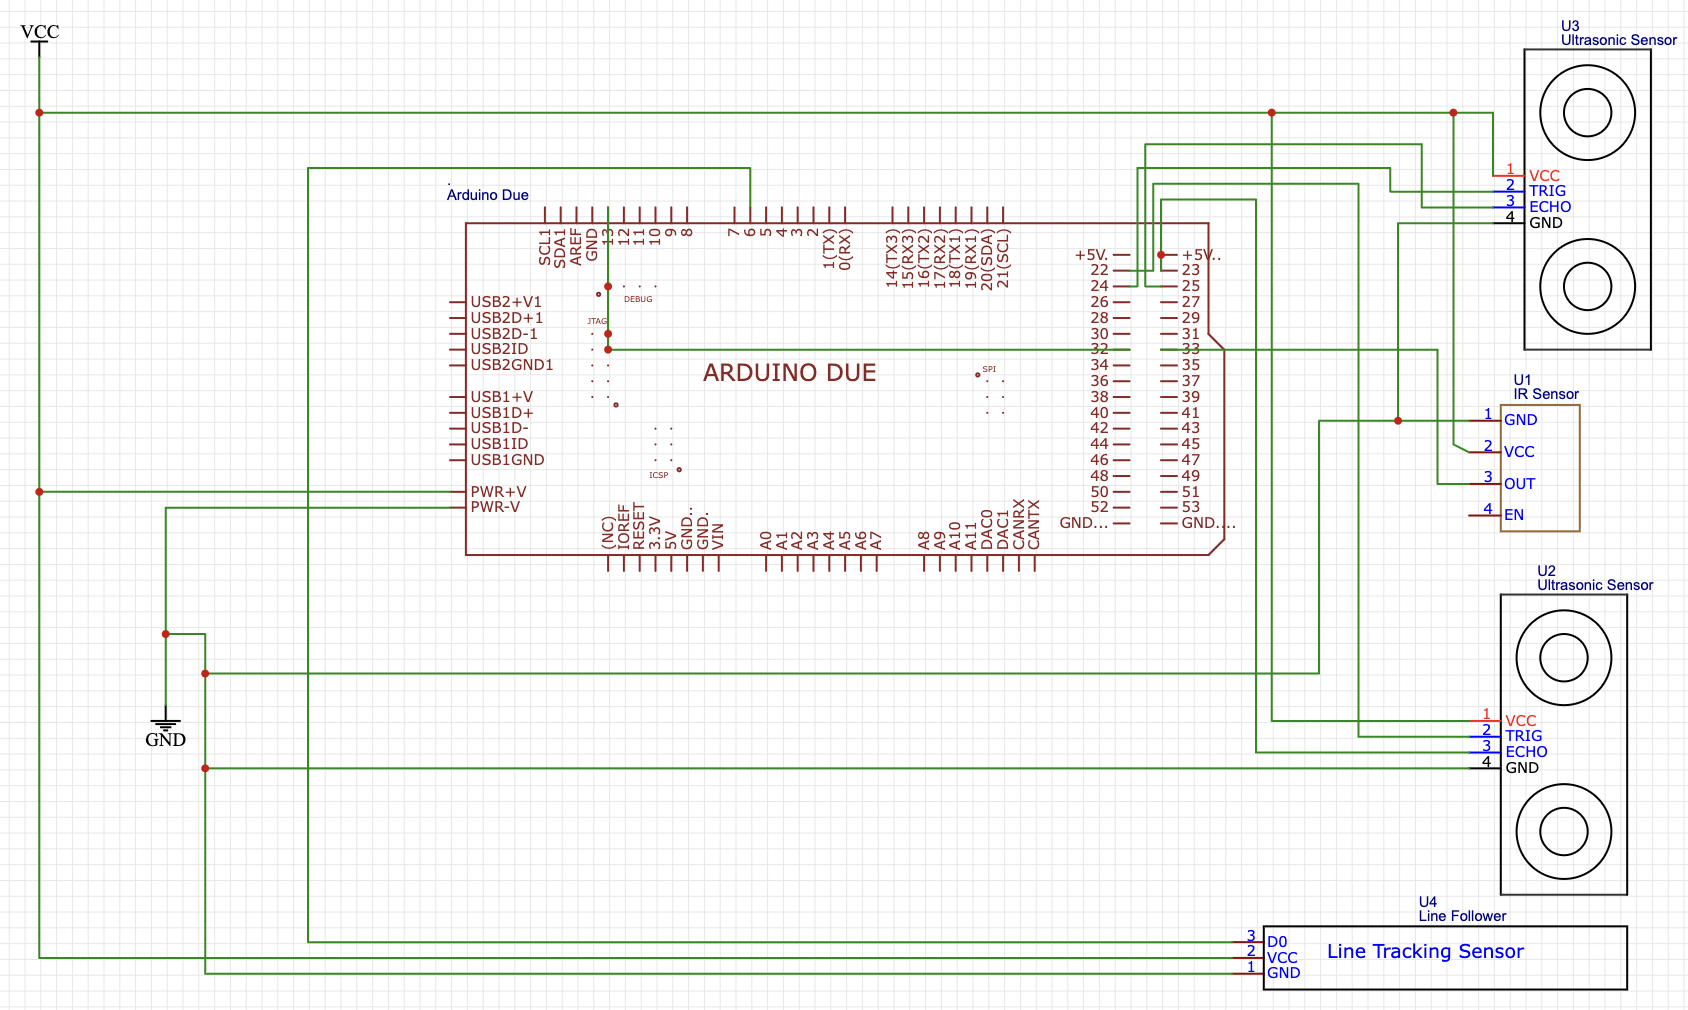 VCC
U3
Ultrasonic Sensor
1 VCC
2 TRIG
3 ECHO
4 GND
Arduino Due
SCL1
SDA1
AREF
GND
13
12
11
10
9
8
7
6
5
4
3
2
1(TX)
0(RX)
14(TX3)
15(RX3)
16(TX2)
17(RX2)
18(TX1)
19(RX1)
20(SDA)
21(SCL)
+5V. +5V..
22 23
24 25
26 27
28 29
30 31
32 33
34 35
36 37
38 39
40 41
42 43
44 45
46 47
48 49
50 51
52 53
GND... GND....
DEBUG
JTAG
SPI
ICSP
ARDUINO DUE
USB2+V1
USB2D+1
USB2D-1
USB2ID
USB2GND1
USB1+V
USB1D+
USB1D-
USB1ID
USB1GND
PWR+V
PWR-V
(NC)
IOREF
RESET
3.3V
5V
GND..
GND.
VIN
A0
A1
A2
A3
A4
A5
A6
A7
A8
A9
A10
A11
DAC0
DAC1
CANRX
CANTX
U1
IR Sensor
1 GND
2 VCC
3 OUT
4 EN
U2
Ultrasonic Sensor
1 VCC
2 TRIG
3 ECHO
4 GND
GND
U4
Line Follower
3 D0
2 VCC
1 GND
Line Tracking Sensor